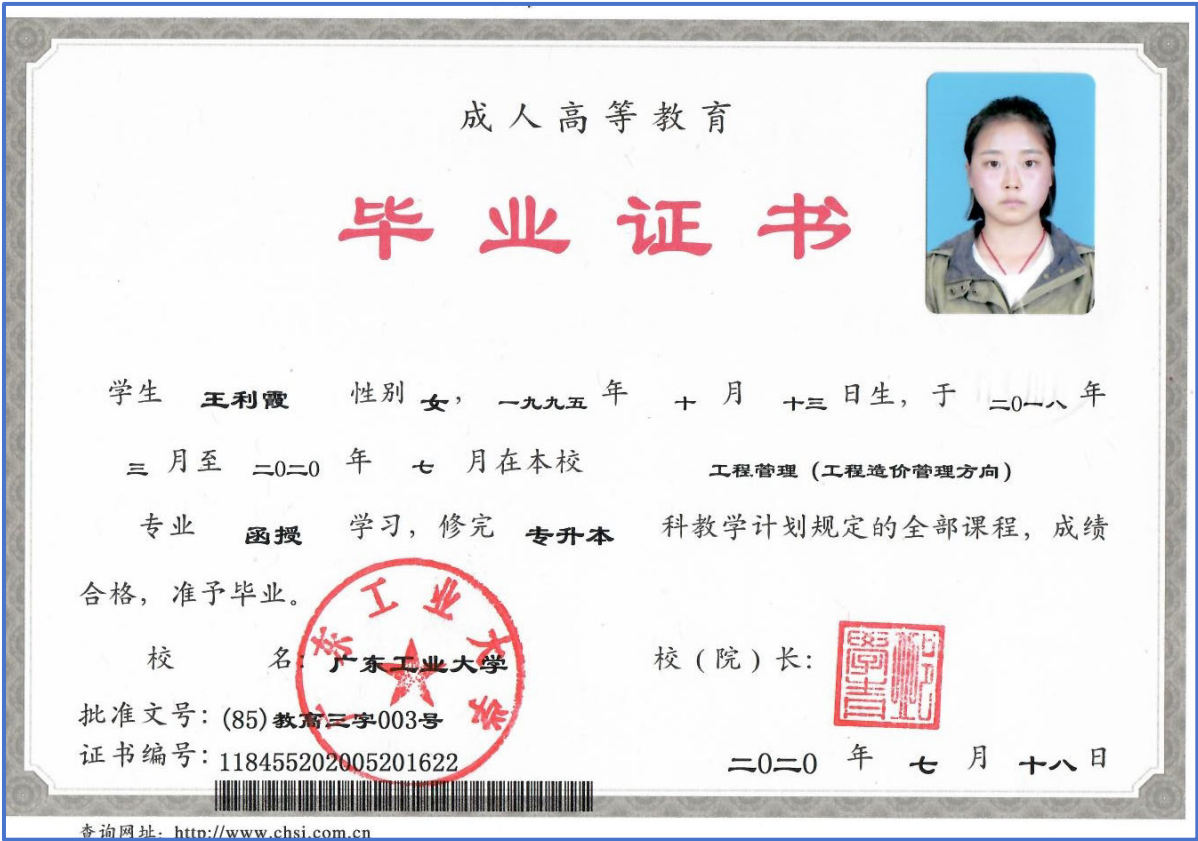 成人高等教育
毕业证书
学生 王利霞 性别 女, 一九九五 年 十 月 十三 日生, 于 二0一八 年
三 月至 二0二0 年 七 月在本校 工程管理 (工程造价管理方向)
专业 函授 学习, 修完 专升本 科教学计划规定的全部课程, 成绩
合格, 准予毕业。
广东工业大学
校 名: 广东工业大学 校(院)长:
批准文号: (85)教高三字003号
证书编号: 118455202005201622
二0二0 年 七 月 十八 日
查询网址: http://www.chsi.com.cn